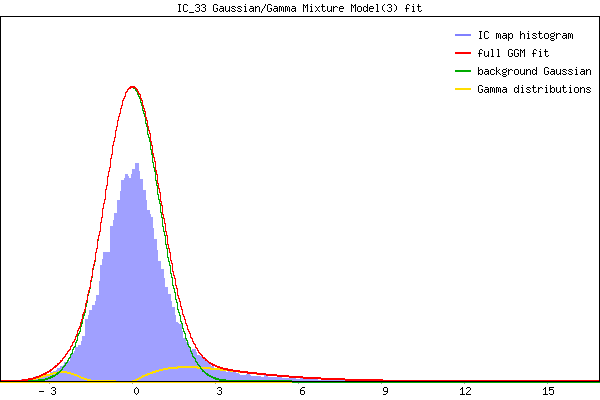 IC_33 Gaussian/Gamma Mixture Model(3) fit
IC map histogram
full GGM fit
background Gaussian
Gamma distributions
-3 0 3 6 9 12 15